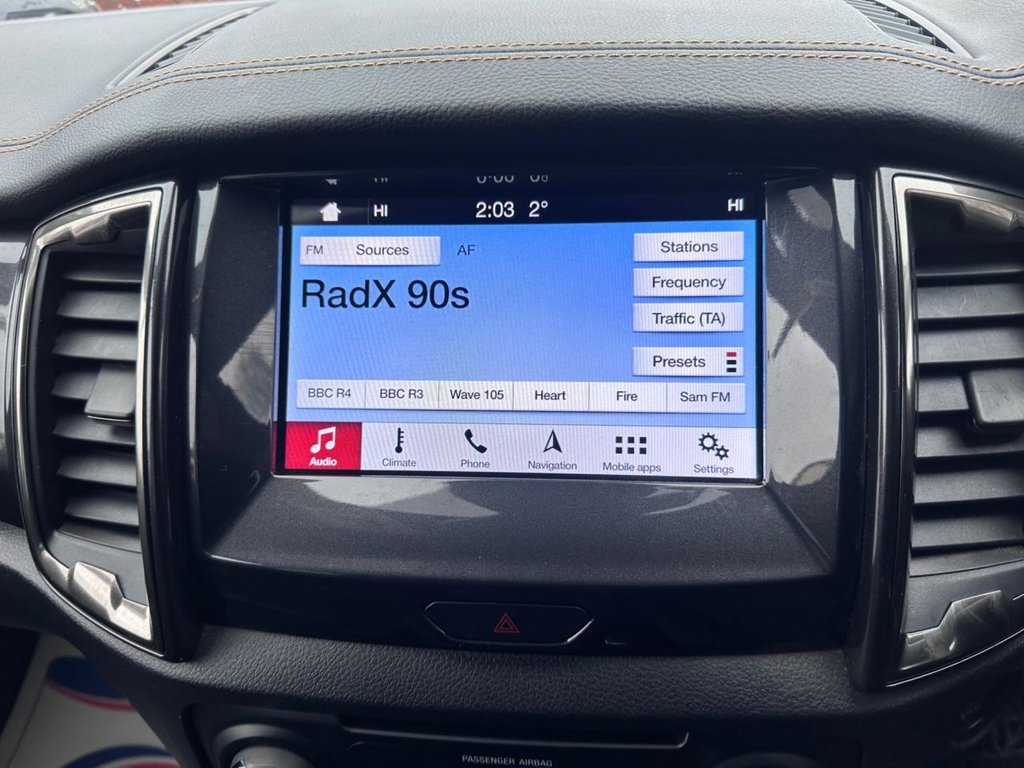 HI 2:03 2° HI
FM Sources AF Stations
RadX 90s
Frequency
Traffic (TA)
Presets
BBC R4 BBC R3 Wave 105 Heart Fire Sam FM
Audio Climate Phone Navigation Mobile apps Settings
PASSENGER AIRBAG